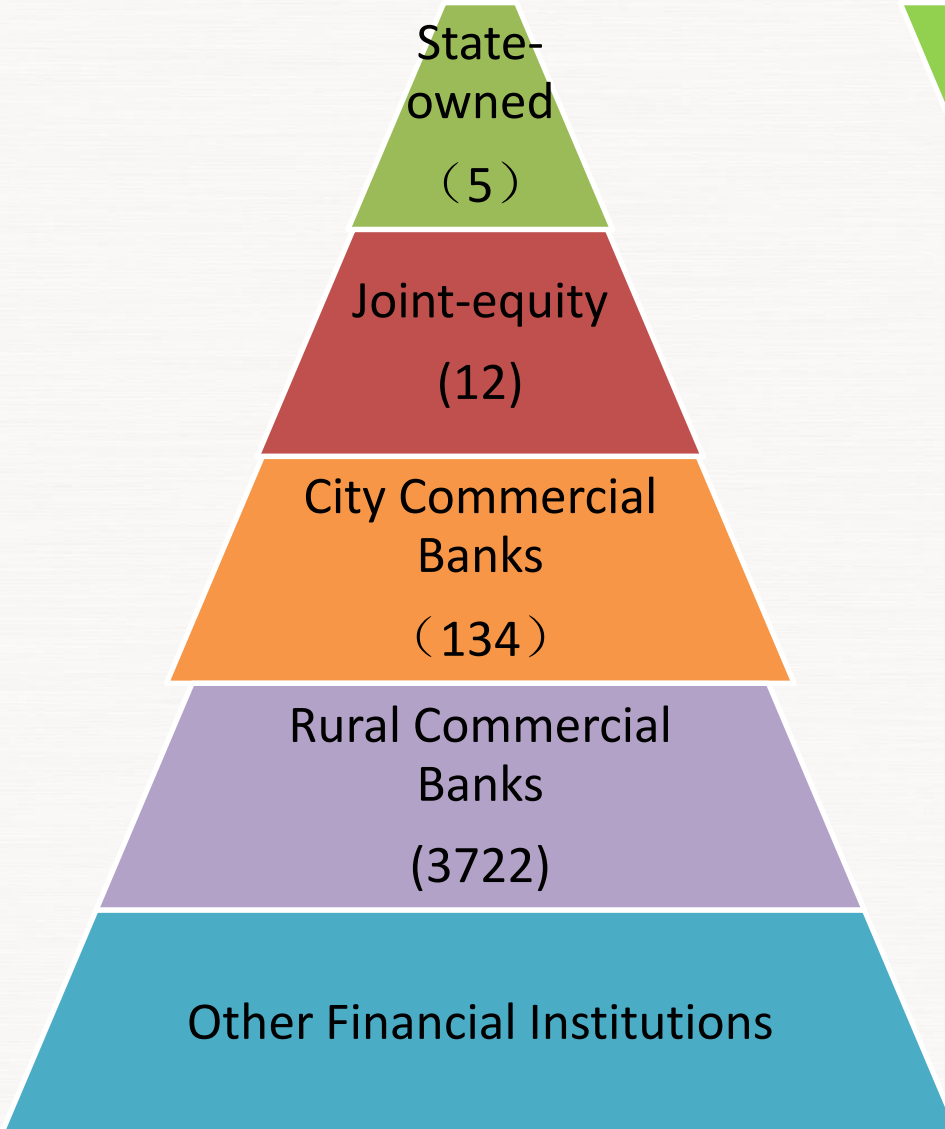 State-
owned
（5）
Joint-equity
(12)
City Commercial
Banks
（134）
Rural Commercial
Banks
(3722)
Other Financial Institutions